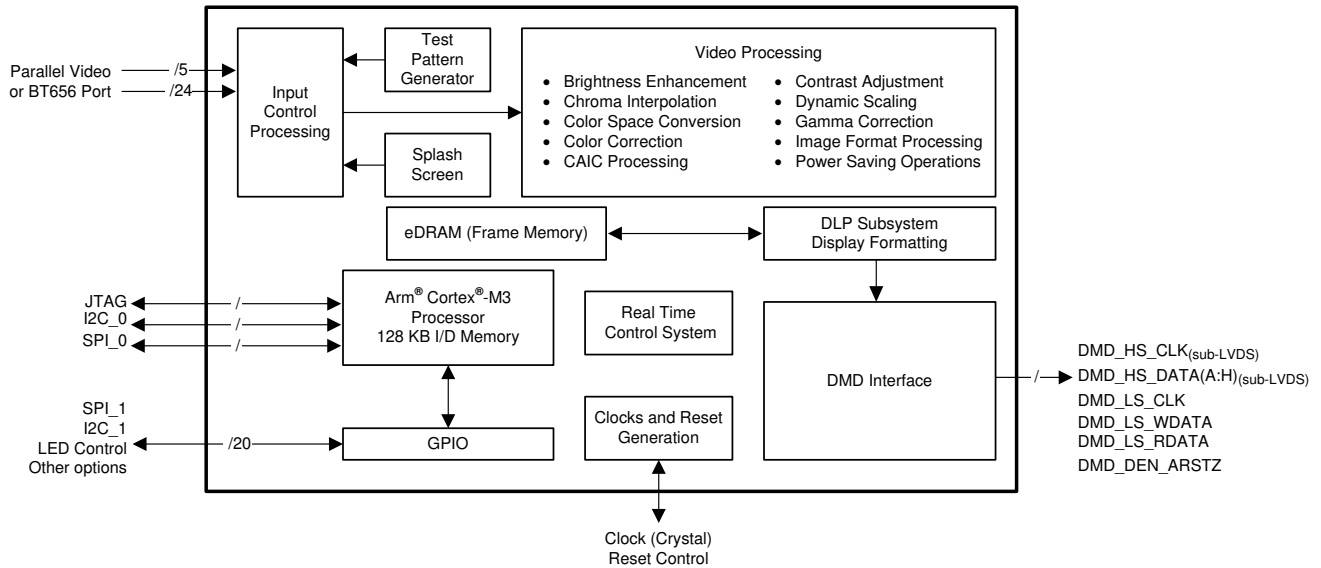 Parallel Video
or BT656 Port
/5
/24
Input
Control
Processing
Test
Pattern
Generator
Splash
Screen
Video Processing
• Brightness Enhancement
• Chroma Interpolation
• Color Space Conversion
• Color Correction
• CAIC Processing
• Contrast Adjustment
• Dynamic Scaling
• Gamma Correction
• Image Format Processing
• Power Saving Operations
eDRAM (Frame Memory)
DLP Subsystem
Display Formatting
JTAG
/
I2C_0
/
SPI_0
/
Arm® Cortex®-M3
Processor
128 KB I/D Memory
Real Time
Control System
DMD Interface
/
DMD_HS_CLK(sub-LVDS)
DMD_HS_DATA(A:H)(sub-LVDS)
DMD_LS_CLK
DMD_LS_WDATA
DMD_LS_RDATA
DMD_DEN_ARSTZ
SPI_1
I2C_1
LED Control
Other options
/20
GPIO
Clocks and Reset
Generation
Clock (Crystal)
Reset Control